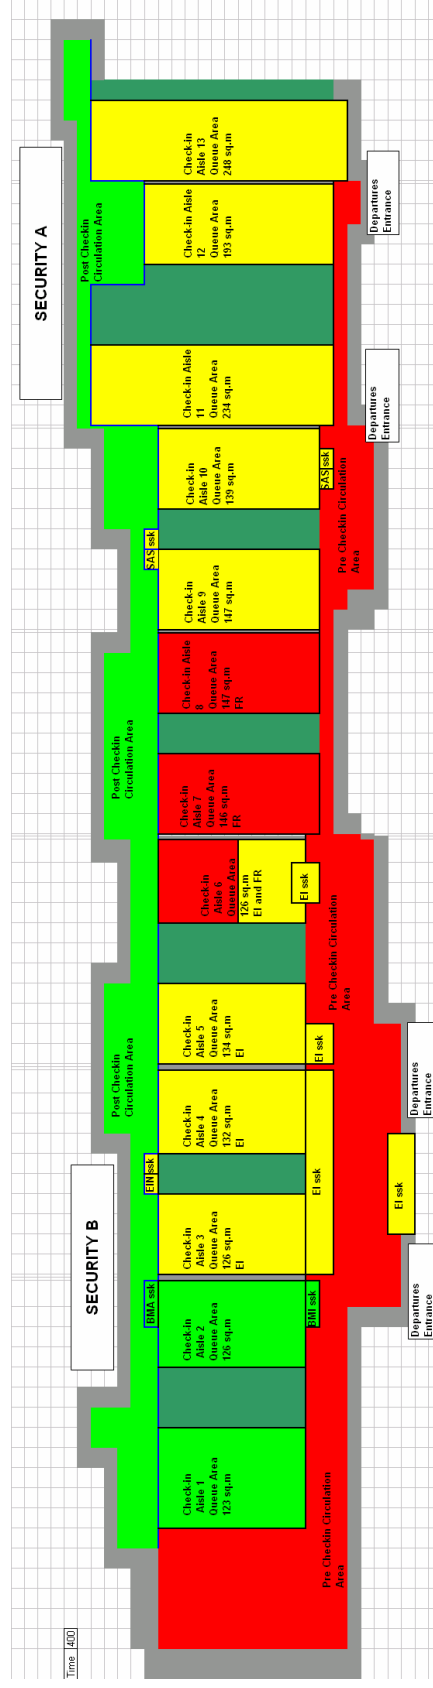 SECURITY A
Post Checkin
Circulation Area
Check-in
Aisle 13
Queue Area
248 sq.m
Check-in Aisle
12
Queue Area
193 sq.m
Departures
Entrance
Check-in Aisle
11
Queue Area
234 sq.m
Departures
Entrance
Check-in
Aisle 10
Queue Area
139 sq.m
SAS ssk
Pre Checkin Circulation
Area
SAS ssk
Check-in
Aisle 9
Queue Area
147 sq.m
Check-in Aisle
8
Queue Area
147 sq.m
FR
Post Checkin
Circulation Area
Check-in
Aisle 7
Queue Area
146 sq.m
FR
Check-in
Aisle 6
Queue Area
126 sq.m
EI and FR
EI ssk
Pre Checkin Circulation
Area
Post Checkin
Circulation Area
Check-in
Aisle 5
Queue Area
134 sq.m
EI
EI ssk
Departures
Entrance
Check-in
Aisle 4
Queue Area
132 sq.m
EI
EIN ssk
EI ssk
EI ssk
SECURITY B
Check-in
Aisle 3
Queue Area
126 sq.m
EI
Departures
Entrance
BMA ssk
Check-in
Aisle 2
Queue Area
126 sq.m
BMI ssk
Check-in
Aisle 1
Queue Area
123 sq.m
Pre Checkin Circulation
Area
Time 400